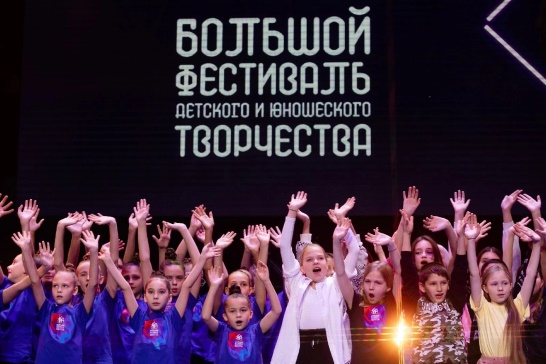 БОЛЬШОЙ
ФЕСТИВАЛЬ
ДЕТСКОГО И ЮНОШЕСКОГО
ТВОРЧЕСТВА